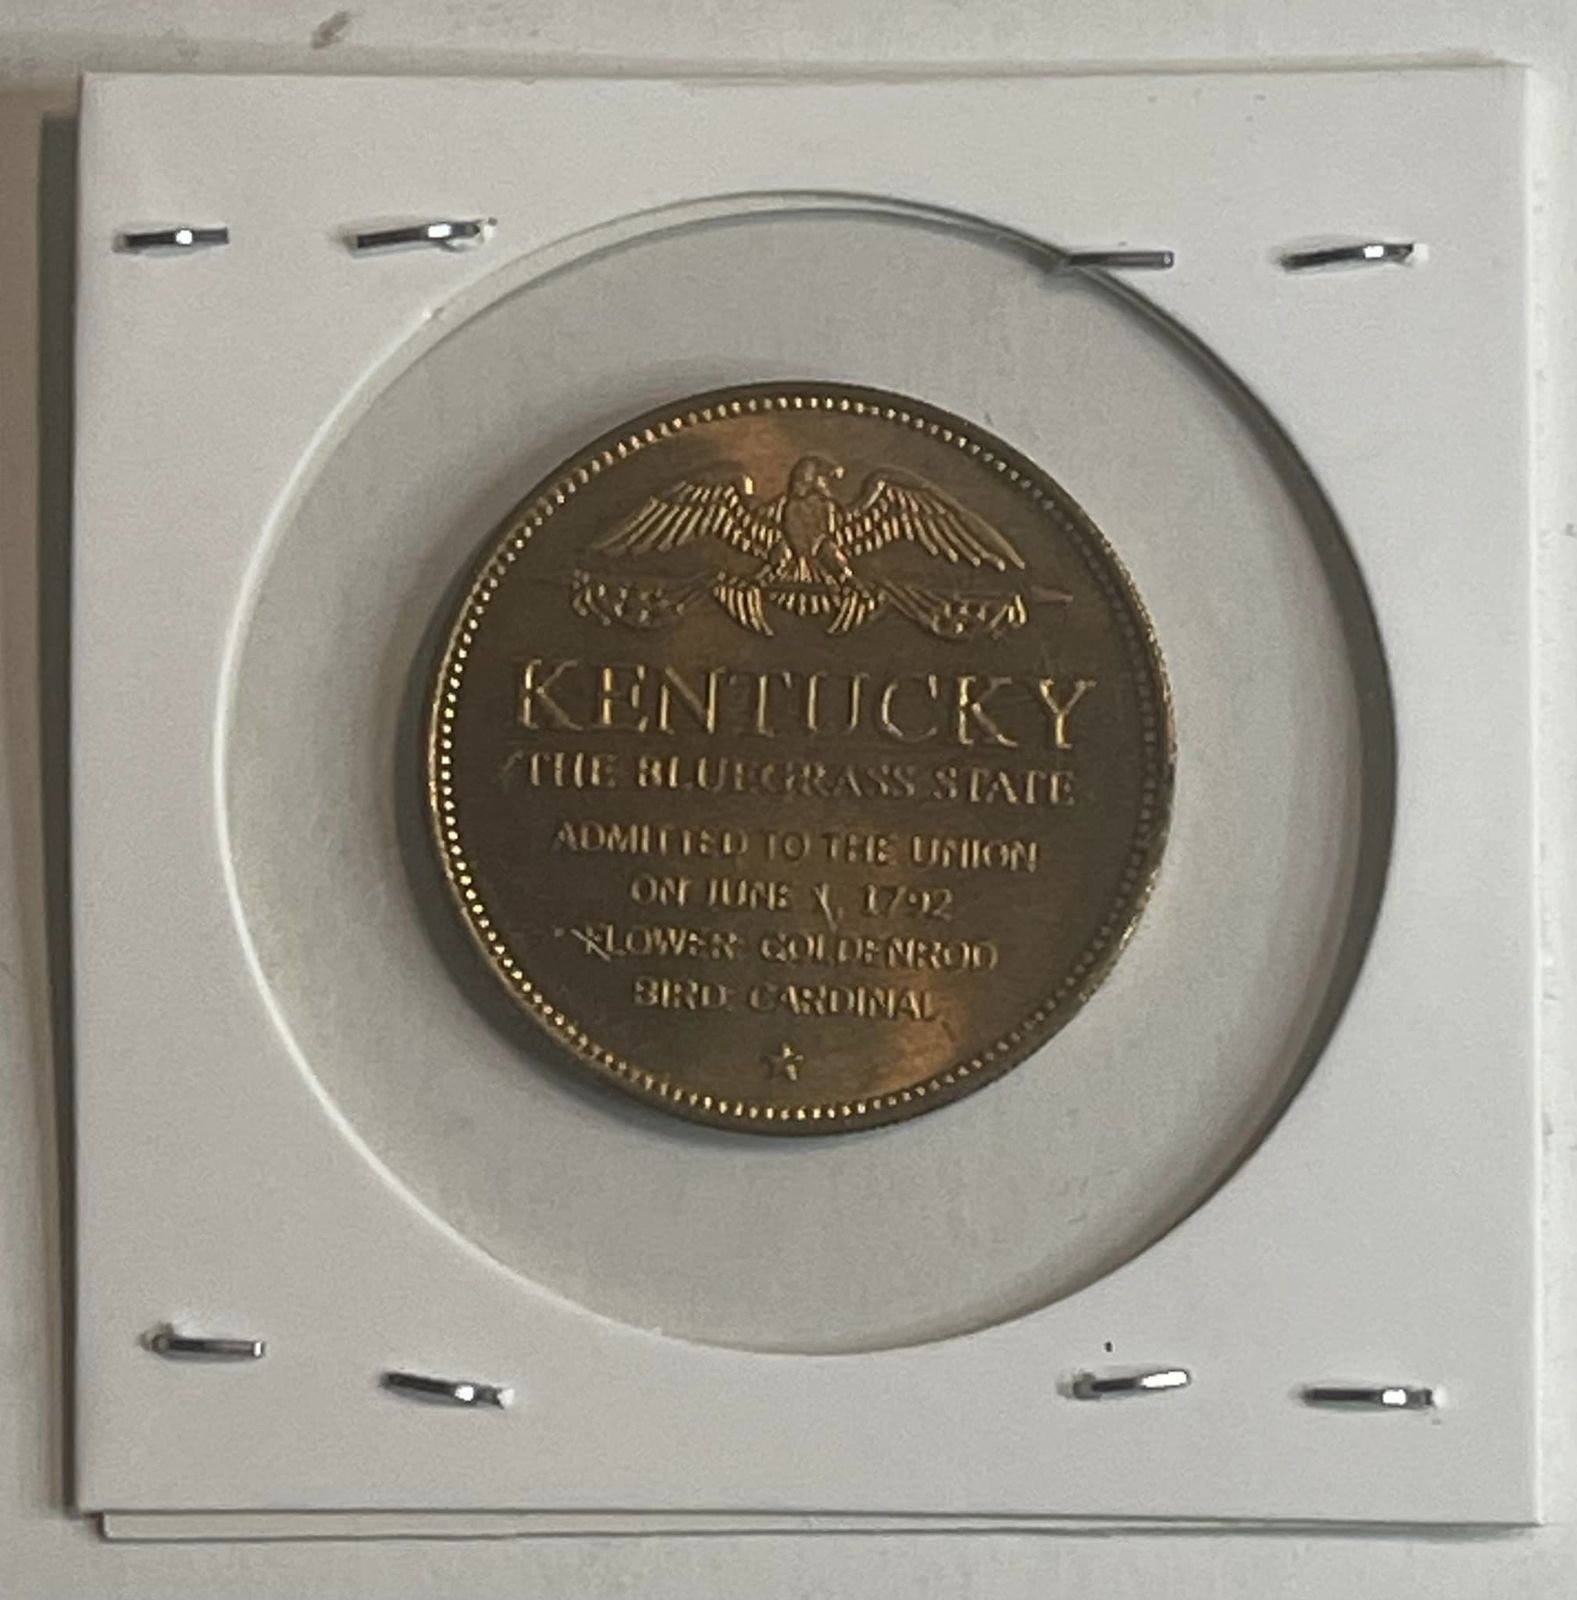 KENTUCKY
THE BLUEGRASS STATE
ADMITTED TO THE UNION
ON JUNE 1, 1792
FLOWER: GOLDENROD
BIRD: CARDINAL